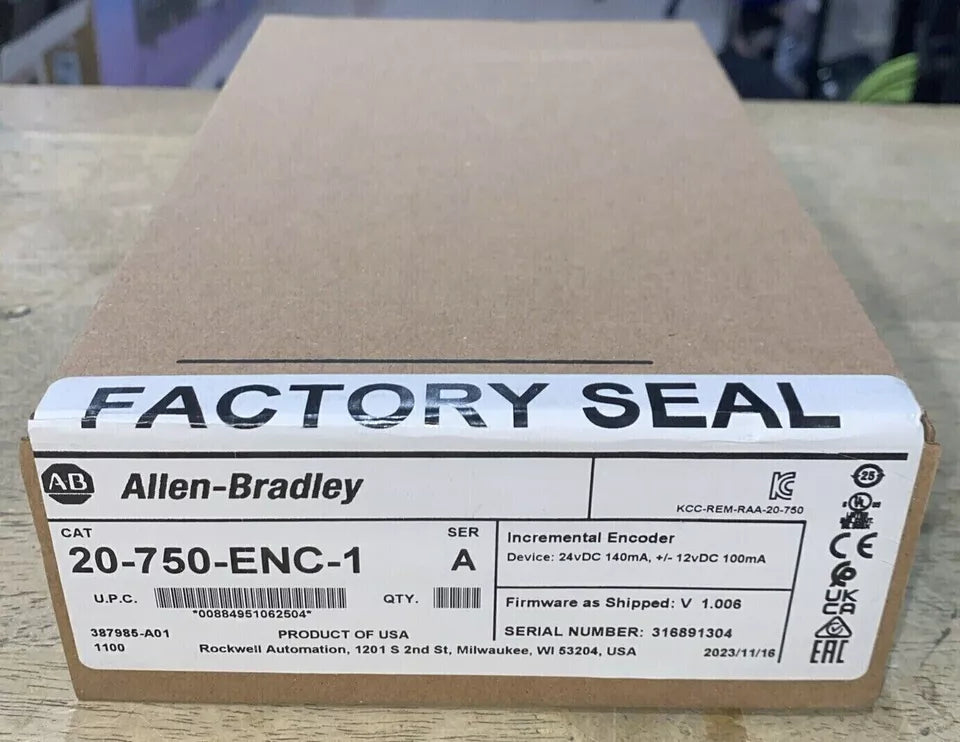 FACTORY SEAL
AB Allen-Bradley
KCC-REM-RAA-20-750
25
UL
CAT
SER
20-750-ENC-1 A
Incremental Encoder
Device: 24vDC 140mA, +/- 12vDC 100mA
U.P.C.
*00884951062504*
QTY.
Firmware as Shipped: V 1.006
387985-A01
PRODUCT OF USA
SERIAL NUMBER: 316891304
1100
Rockwell Automation, 1201 S 2nd St, Milwaukee, WI 53204, USA
2023/11/16
CE
UK
CA
EAC